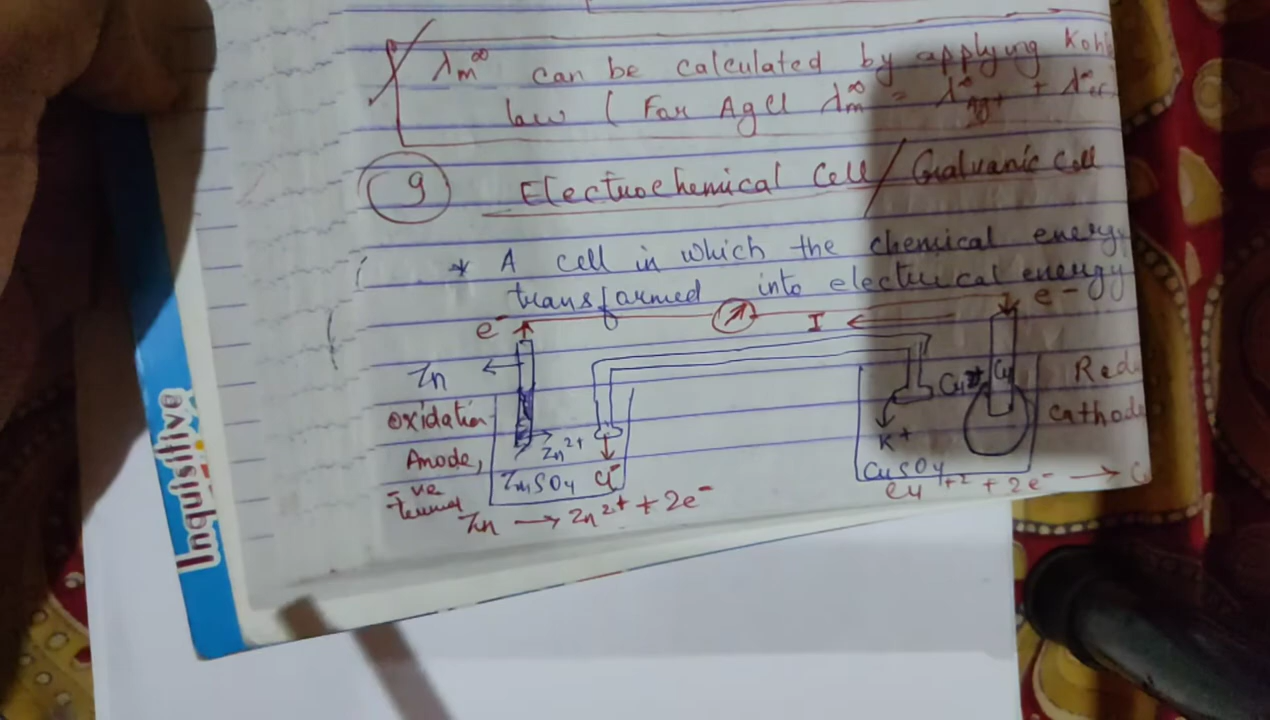 λm∞ can be calculated by applying Koh
law ( For AgCl λm∞ = λ∞Ag+ + λ∞Cl-
9 Electrochemical Cell/ Galvanic Cell
* A cell in which the chemical energy
transformed into electrical energy
e- I ← e-
Zn ← Cu2+ Cu Red
oxidation Cathode
Zn2+ K+
Anode,
ZnSO4 Cl- CuSO4
-ve
terminal
Zn → Zn2+ + 2e- Cu+2 + 2e- → C
Inquisitive